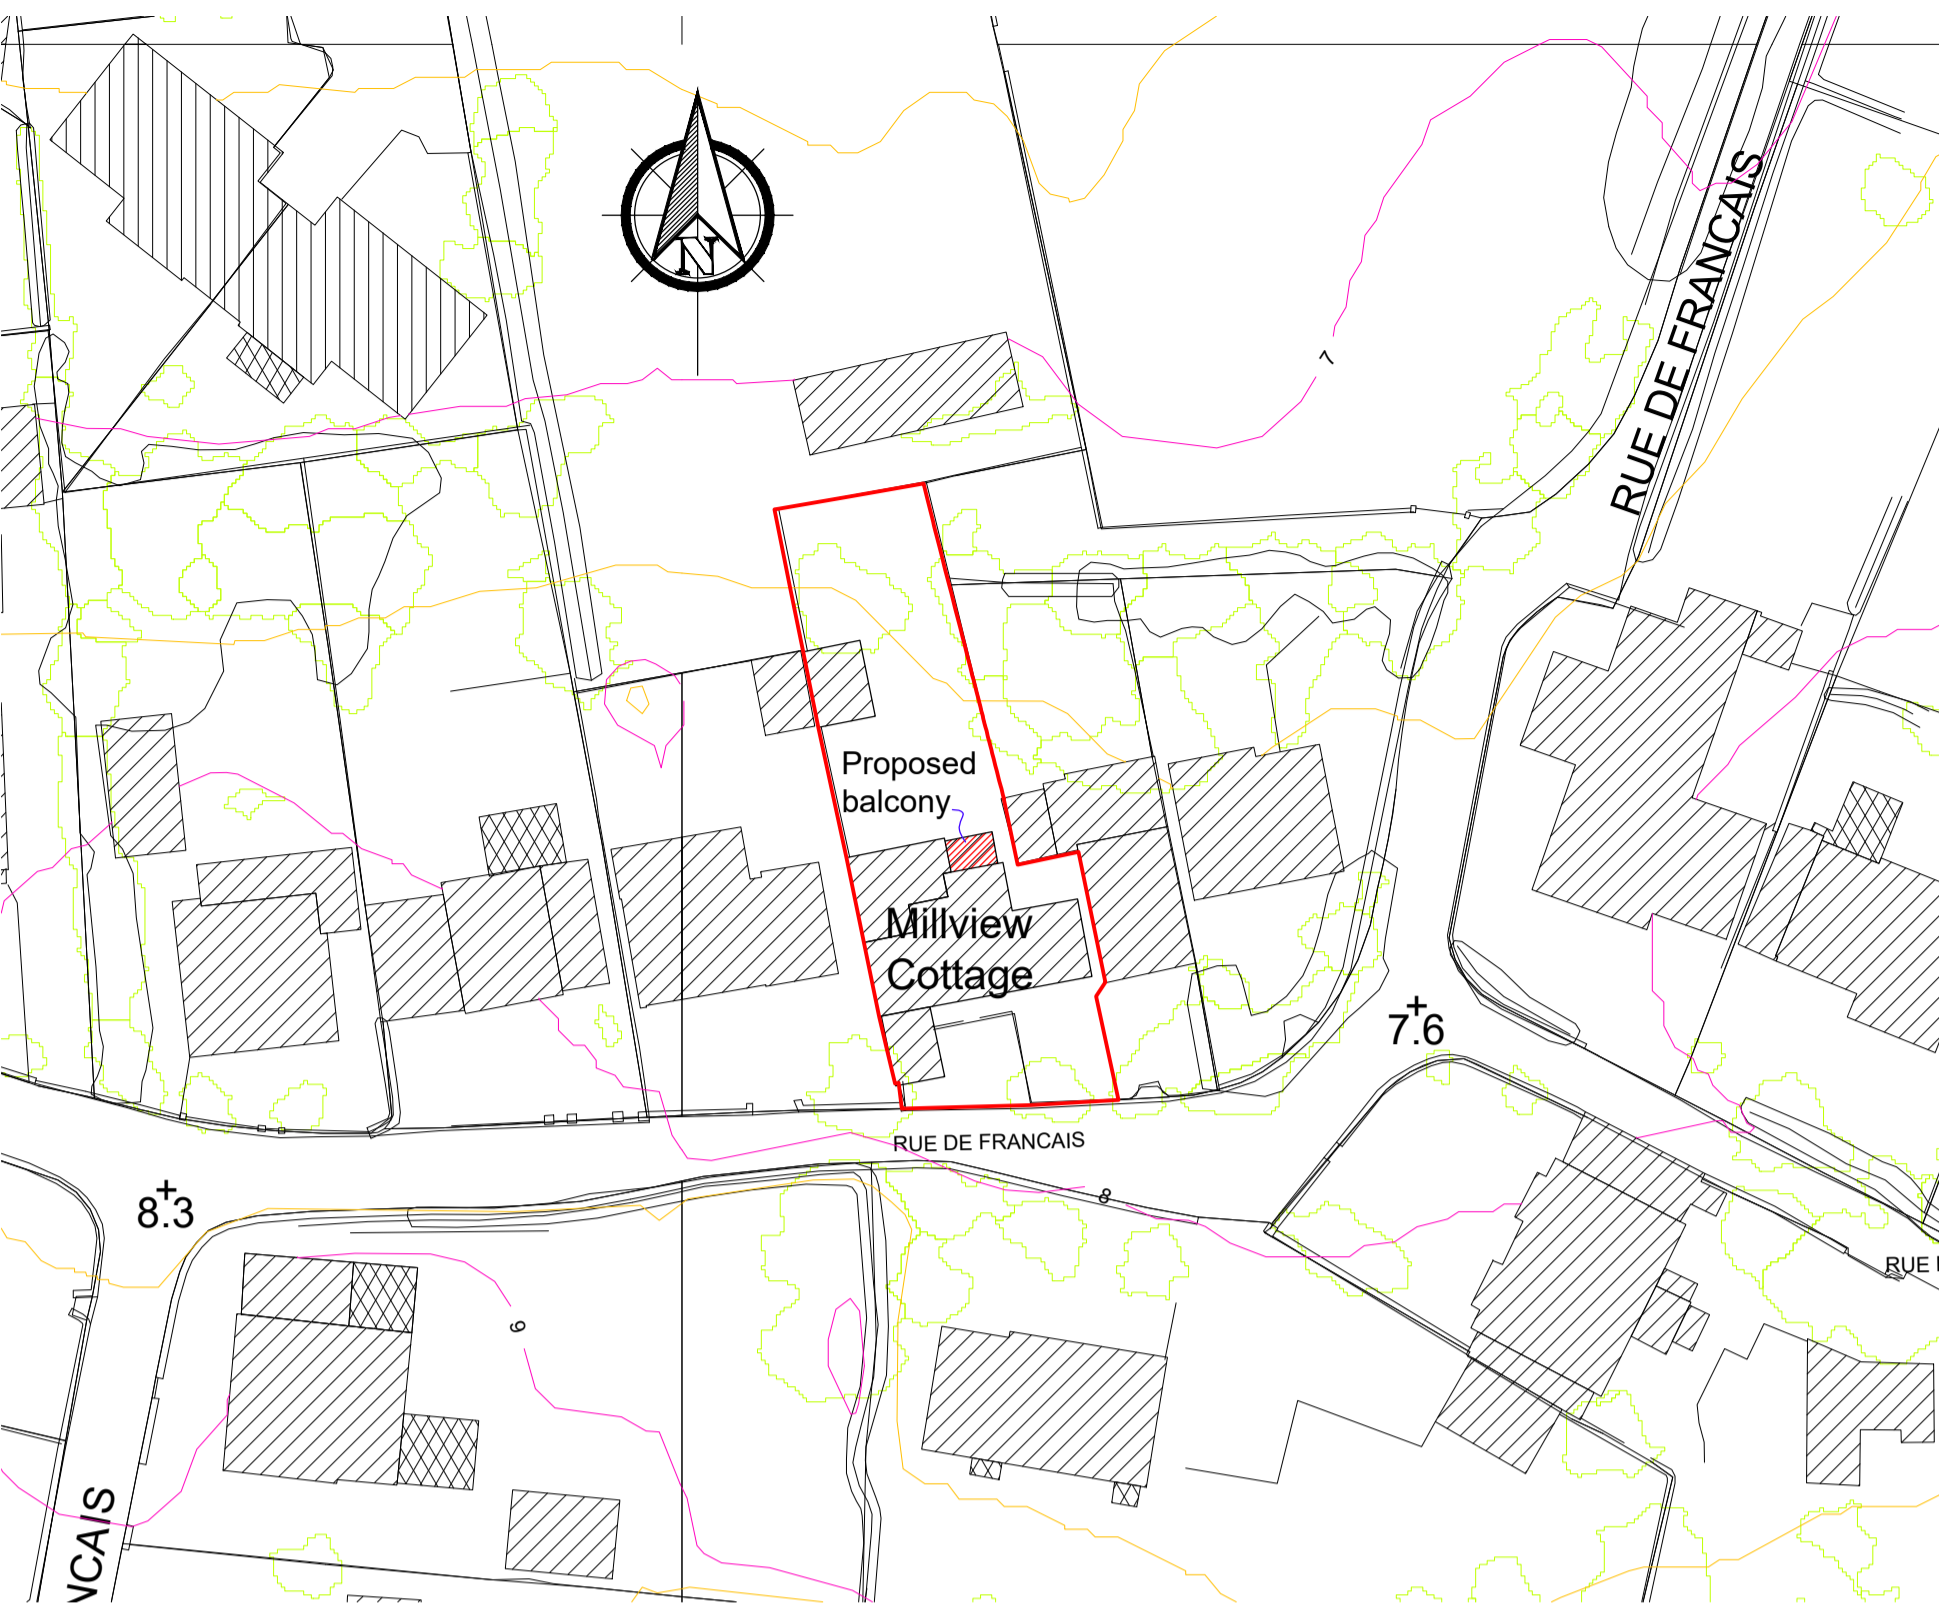 N
RUE DE FRANCAIS
7
Proposed
balcony
Millview
Cottage
7.6
RUE DE FRANCAIS
8
8.3
RUE
9
NCAIS